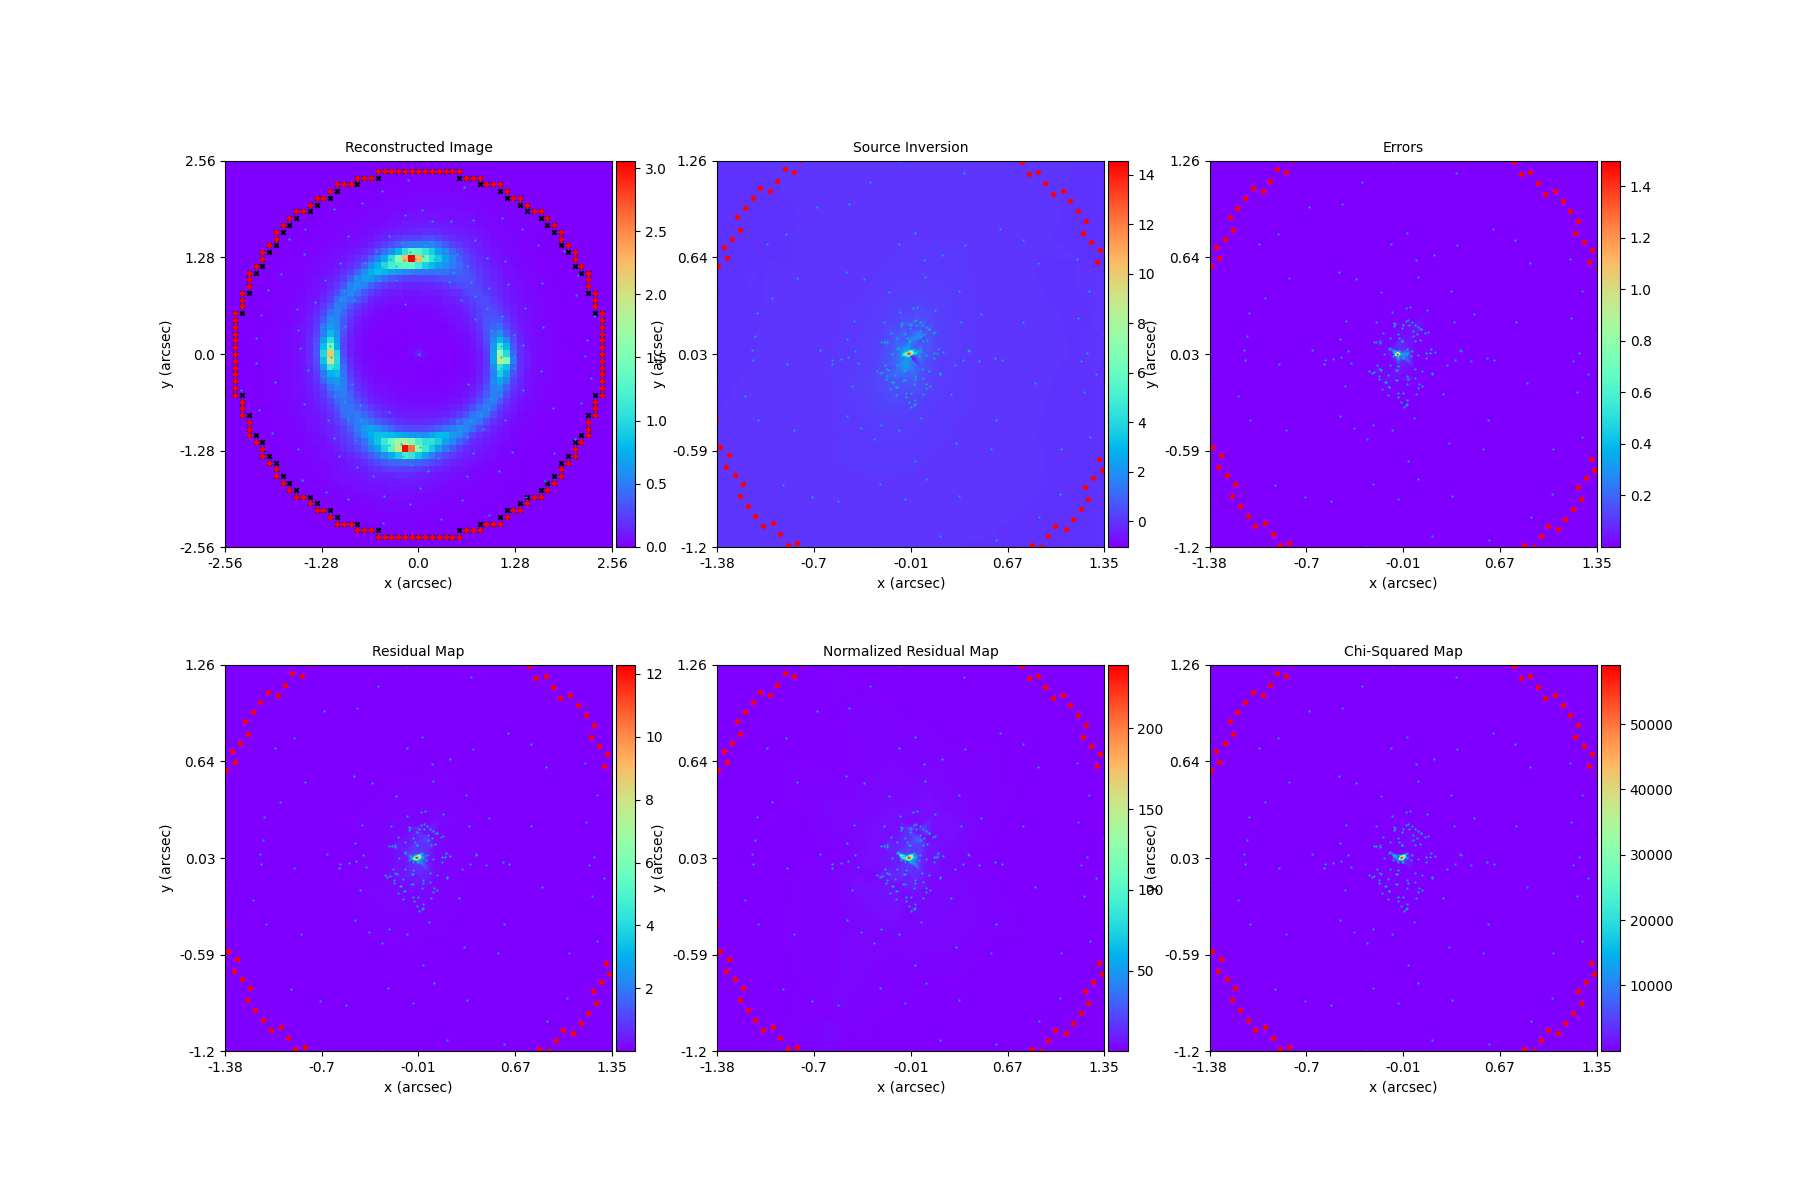 Reconstructed Image
Source Inversion
Errors
2.56
1.28
0.0
-1.28
-2.56
y (arcsec)
-2.56 -1.28 0.0 1.28 2.56
x (arcsec)
3.0
2.5
2.0
1.5
1.0
0.5
0.0
1.26
0.64
0.03
-0.59
-1.2
y (arcsec)
-1.38 -0.7 -0.01 0.67 1.35
x (arcsec)
14
12
10
8
6
4
2
0
1.26
0.64
0.03
-0.59
-1.2
y (arcsec)
-1.38 -0.7 -0.01 0.67 1.35
x (arcsec)
1.4
1.2
1.0
0.8
0.6
0.4
0.2
Residual Map
Normalized Residual Map
Chi-Squared Map
1.26
0.64
0.03
-0.59
-1.2
y (arcsec)
-1.38 -0.7 -0.01 0.67 1.35
x (arcsec)
12
10
8
6
4
2
1.26
0.64
0.03
-0.59
-1.2
y (arcsec)
-1.38 -0.7 -0.01 0.67 1.35
x (arcsec)
200
150
100
50
1.26
0.64
0.03
-0.59
-1.2
y (arcsec)
-1.38 -0.7 -0.01 0.67 1.35
x (arcsec)
50000
40000
30000
20000
10000